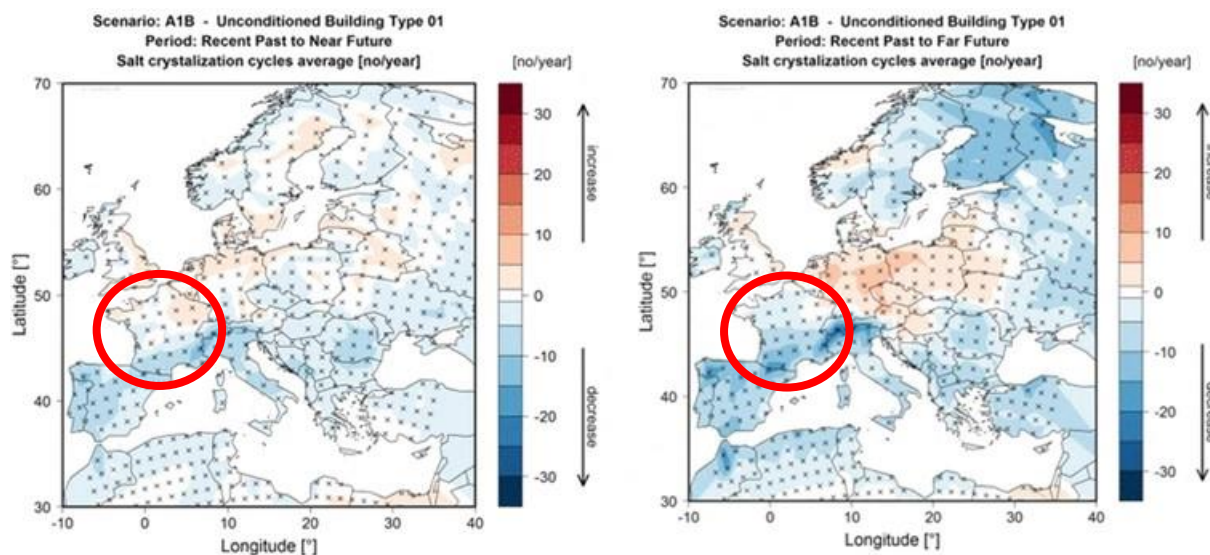 Scenario: A1B - Unconditioned Building Type 01
Period: Recent Past to Near Future
Salt crystalization cycles average [no/year]
[no/year]
70
60
50
40
30
Latitude [°]
-10
0
10
20
30
40
Longitude [°]
30
20
10
0
-10
-20
-30
increase
decrease
Scenario: A1B - Unconditioned Building Type 01
Period: Recent Past to Far Future
Salt crystalization cycles average [no/year]
[no/year]
70
60
50
40
30
Latitude [°]
-10
0
10
20
30
40
Longitude [°]
30
20
10
0
-10
-20
-30
increase
decrease